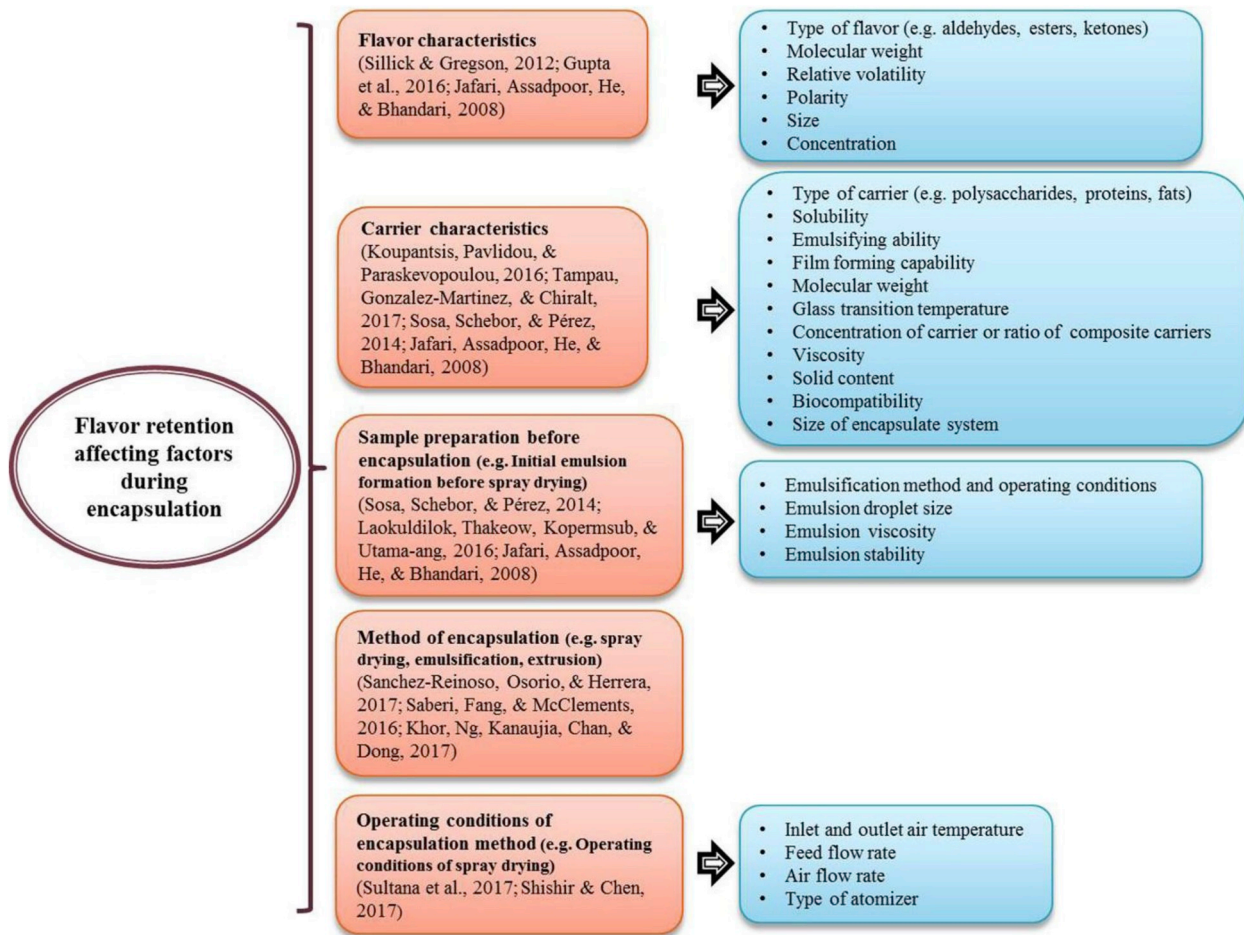 Flavor retention
affecting factors
during
encapsulation
Flavor characteristics
(Sillick & Gregson, 2012; Gupta
et al., 2016; Jafari, Assadpoor, He,
& Bhandari, 2008)
• Type of flavor (e.g. aldehydes, esters, ketones)
• Molecular weight
• Relative volatility
• Polarity
• Size
• Concentration
Carrier characteristics
(Koupantsis, Pavlidou, &
Paraskevopoulou, 2016; Tampau,
Gonzalez-Martinez, & Chiralt,
2017; Sosa, Schebor, & Pérez,
2014; Jafari, Assadpoor, He, &
Bhandari, 2008)
• Type of carrier (e.g. polysaccharides, proteins, fats)
• Solubility
• Emulsifying ability
• Film forming capability
• Molecular weight
• Glass transition temperature
• Concentration of carrier or ratio of composite carriers
• Viscosity
• Solid content
• Biocompatibility
• Size of encapsulate system
Sample preparation before
encapsulation (e.g. Initial emulsion
formation before spray drying)
(Sosa, Schebor, & Pérez, 2014;
Laokuldilok, Thakeow, Kopermsub, &
Utama-ang, 2016; Jafari, Assadpoor,
He, & Bhandari, 2008)
• Emulsification method and operating conditions
• Emulsion droplet size
• Emulsion viscosity
• Emulsion stability
Method of encapsulation (e.g. spray
drying, emulsification, extrusion)
(Sanchez-Reinoso, Osorio, & Herrera,
2017; Saberi, Fang, & McClements,
2016; Khor, Ng, Kanaujia, Chan, &
Dong, 2017)
Operating conditions of
encapsulation method (e.g. Operating
conditions of spray drying)
(Sultana et al., 2017; Shishir & Chen,
2017)
• Inlet and outlet air temperature
• Feed flow rate
• Air flow rate
• Type of atomizer